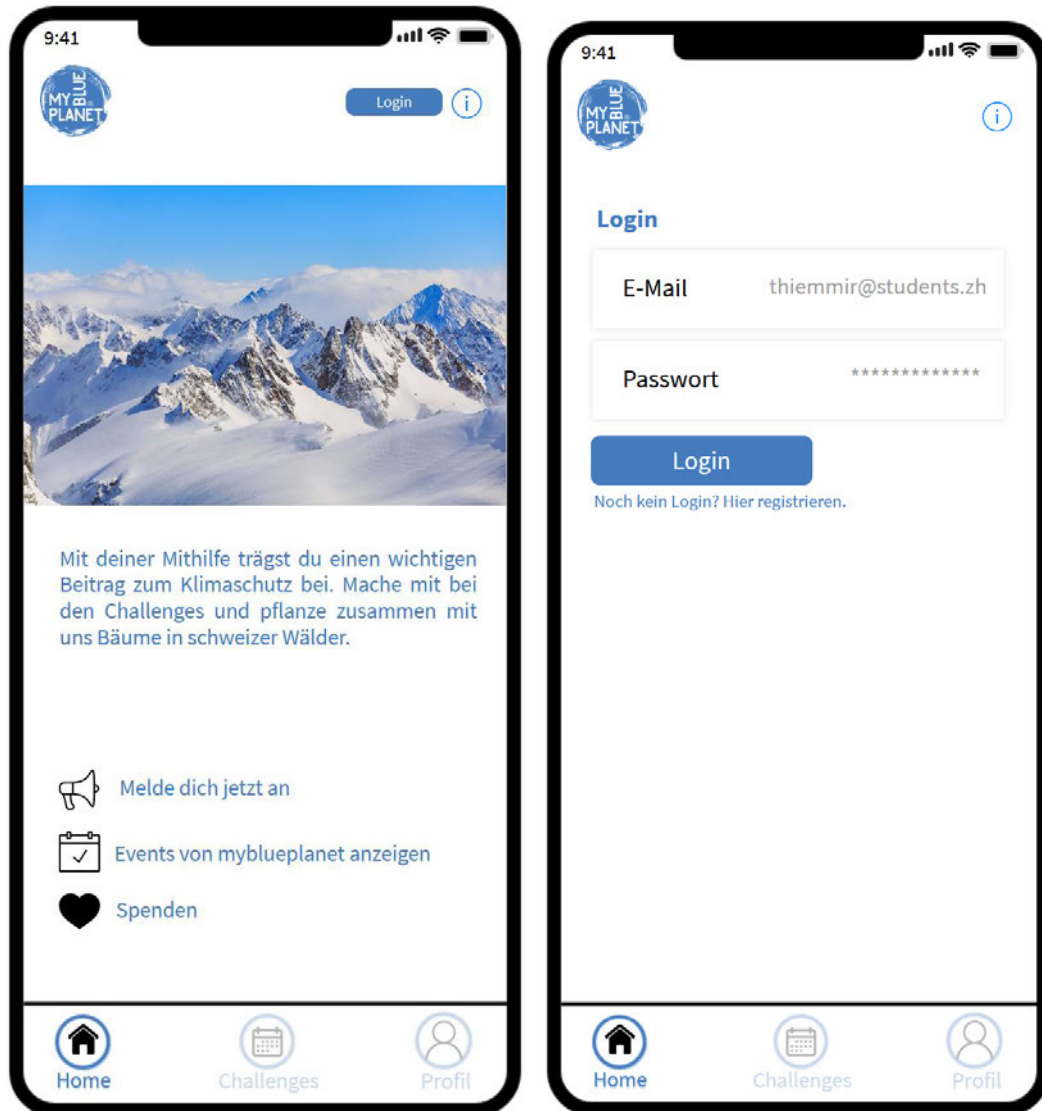 9:41
MY BLUE
PLANET
Login
Mit deiner Mithilfe trägst du einen wichtigen
Beitrag zum Klimaschutz bei. Mache mit bei
den Challenges und pflanze zusammen mit
uns Bäume in schweizer Wälder.
Melde dich jetzt an
Events von myblueplanet anzeigen
Spenden
Home
Challenges
Profil
9:41
MY BLUE
PLANET
Login
E-Mail
thiemmir@students.zh
Passwort
*************
Login
Noch kein Login? Hier registrieren.
Home
Challenges
Profil